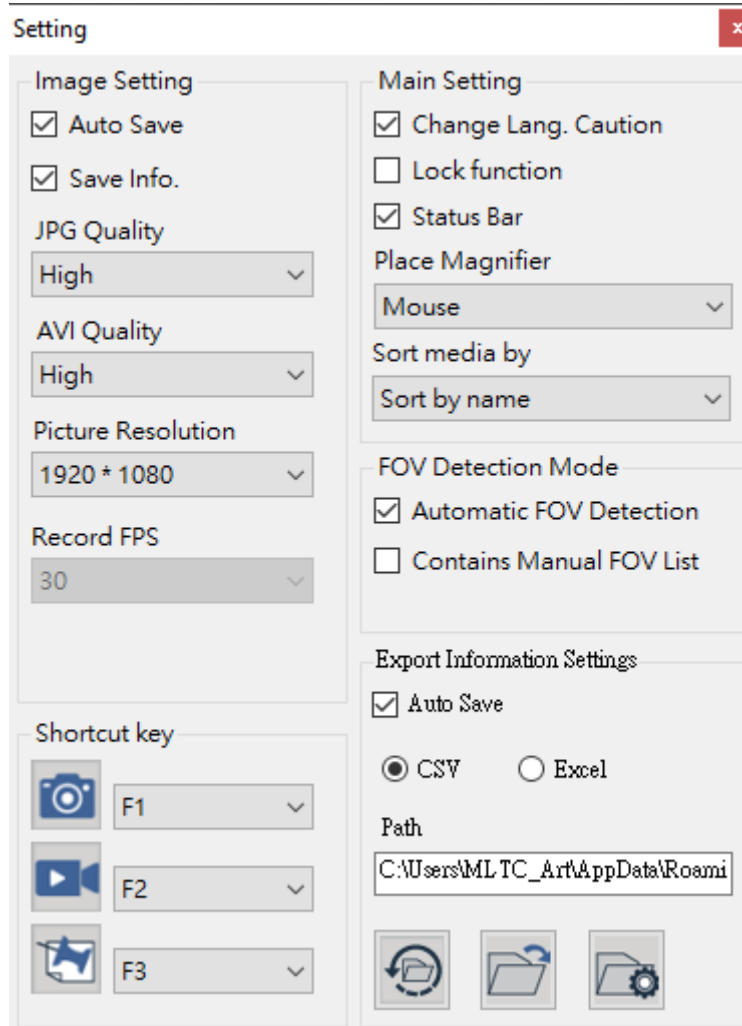 Setting
x
Image Setting
Auto Save
Save Info.
JPG Quality
High
AVI Quality
High
Picture Resolution
1920 * 1080
Record FPS
30
Shortcut key
F1
F2
F3
Main Setting
Change Lang. Caution
Lock function
Status Bar
Place Magnifier
Mouse
Sort media by
Sort by name
FOV Detection Mode
Automatic FOV Detection
Contains Manual FOV List
Export Information Settings
Auto Save
CSV
Excel
Path
C:\Users\MLTC_Art\AppData\Roami